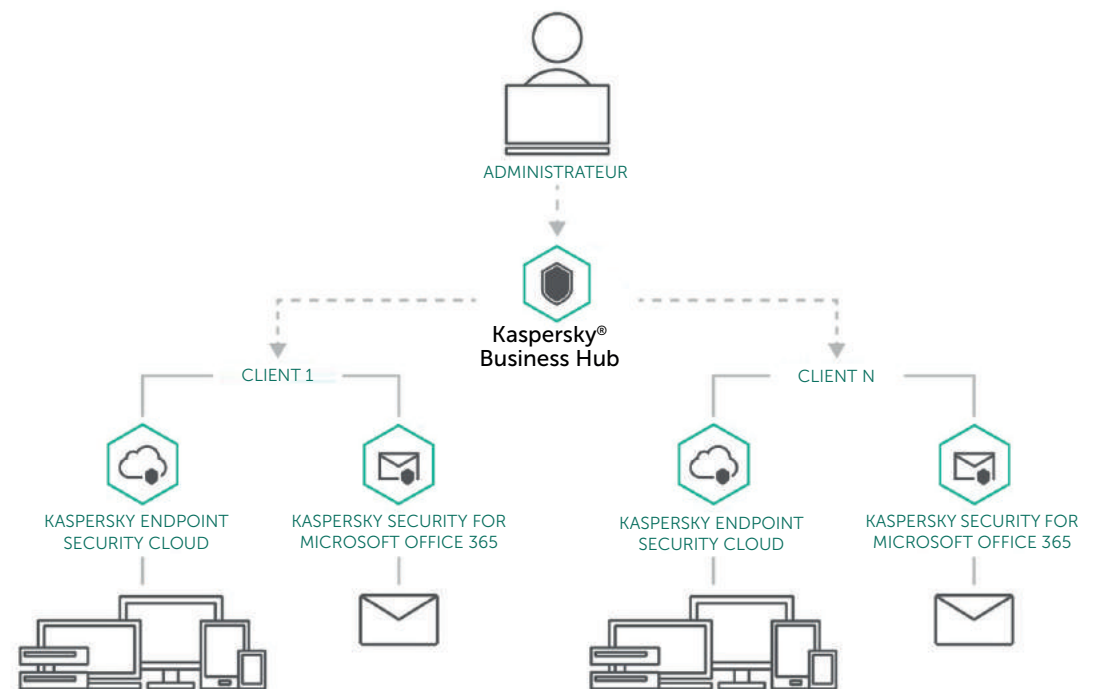 ADMINISTRATEUR
Kaspersky®
Business Hub
CLIENT 1
CLIENT N
KASPERSKY ENDPOINT
SECURITY CLOUD
KASPERSKY SECURITY FOR
MICROSOFT OFFICE 365
KASPERSKY ENDPOINT
SECURITY CLOUD
KASPERSKY SECURITY FOR
MICROSOFT OFFICE 365